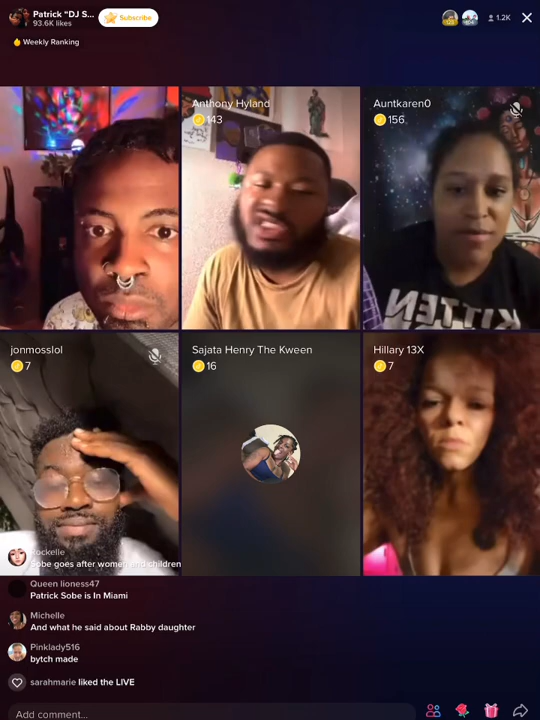 Patrick "DJ S...
93.6K likes
Subscribe
1.2K
Weekly Ranking
Anthony Hyland
143
Auntkaren0
156
KITTEN
jonmosslol
7
Sajata Henry The Kween
16
Hillary 13X
7
Rockelle
Sobe goes after women and children
Queen lioness47
Patrick Sobe is In Miami
Michelle
And what he said about Rabby daughter
Pinklady516
bytch made
sarahmarie liked the LIVE
Add comment...